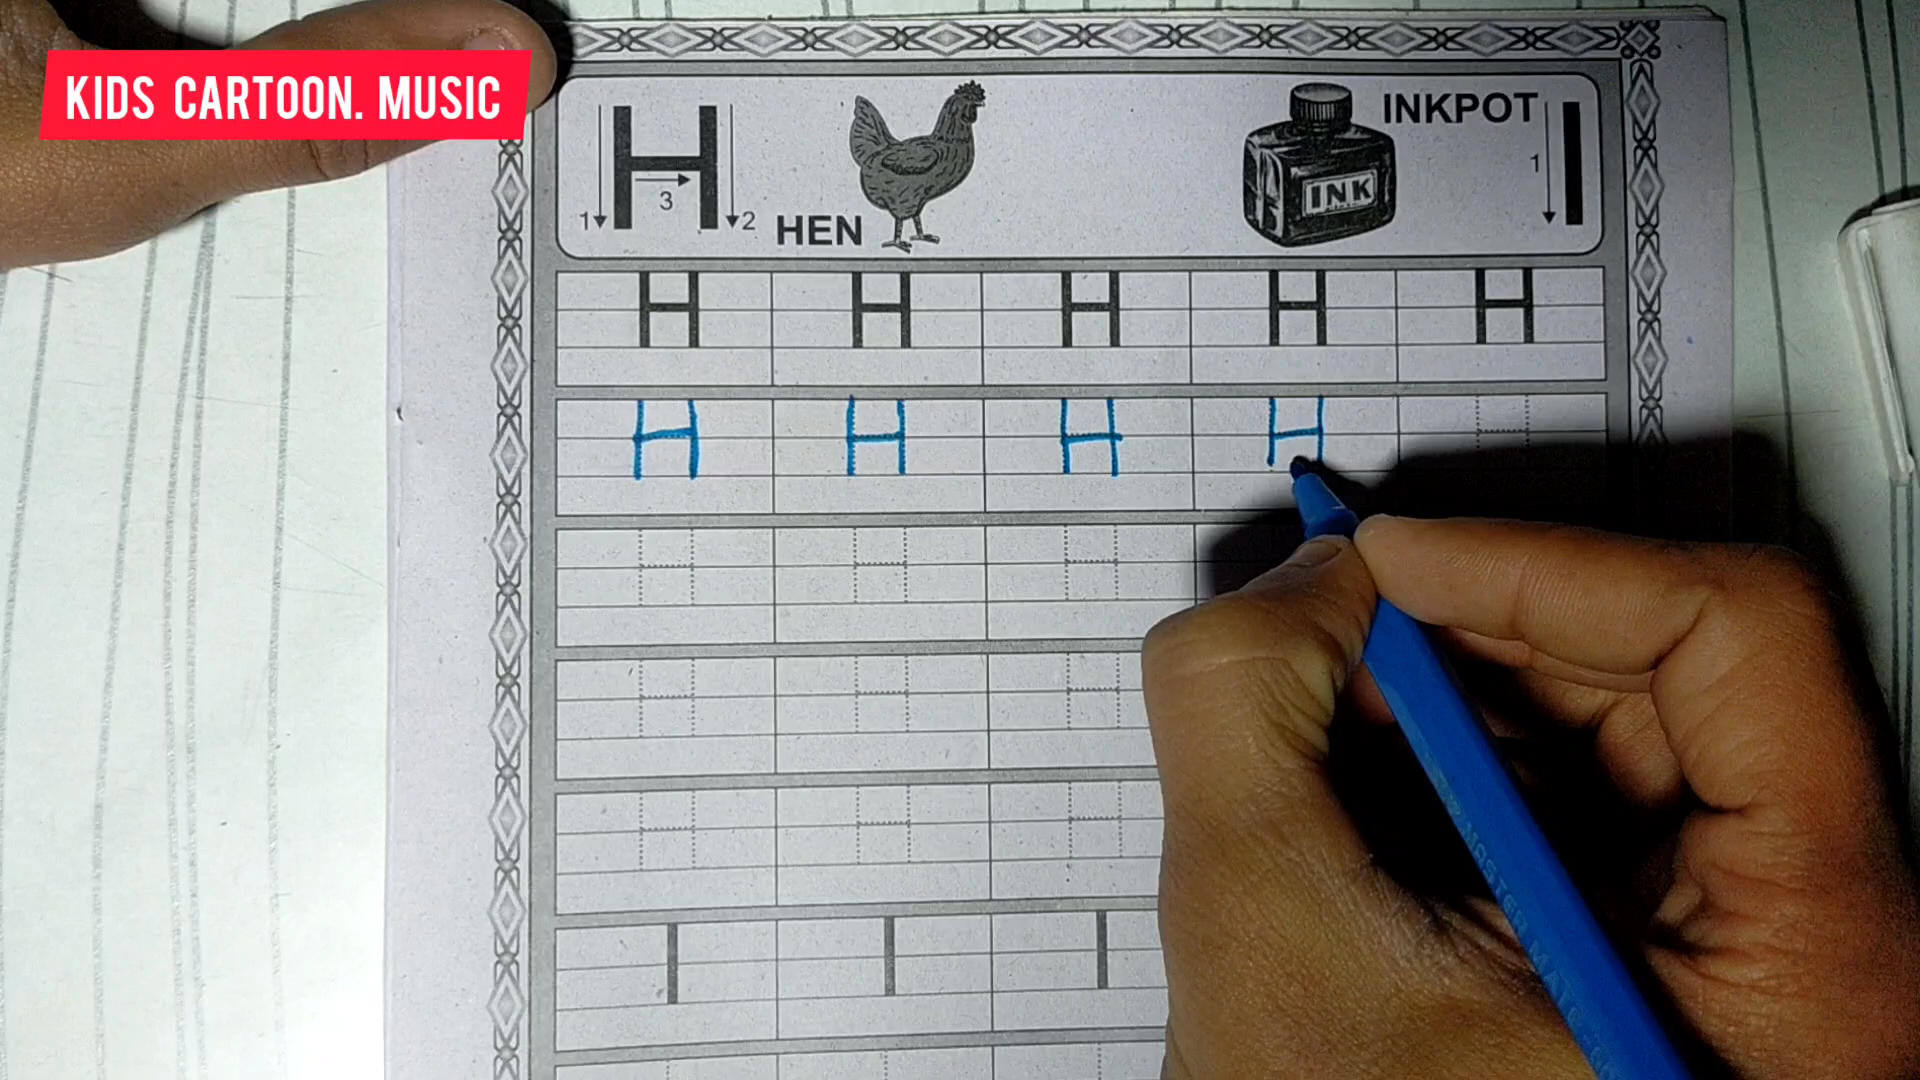 KIDS CARTOON. MUSIC
H
1
3
2
HEN
INK
INKPOT
1
I
H H H H H
H H H H H
H H H
H H H
H H H
I I I